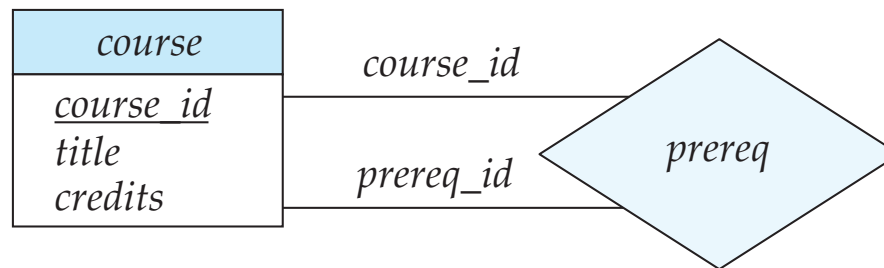 course
course_id
title
credits
course_id
prereq_id
prereq